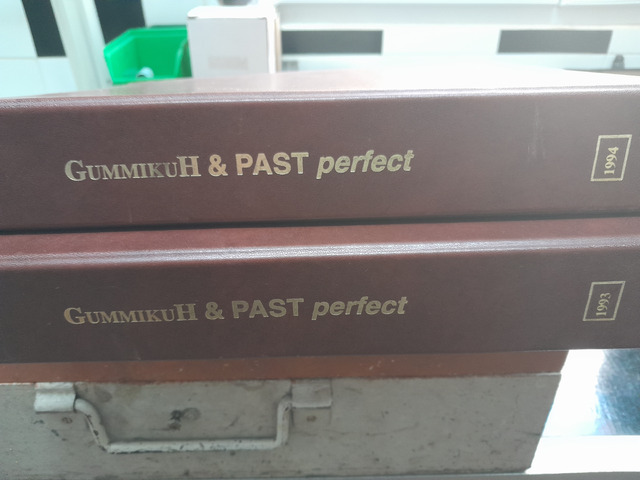 GUMMIKUH & PAST perfect 1994
GUMMIKUH & PAST perfect 1993